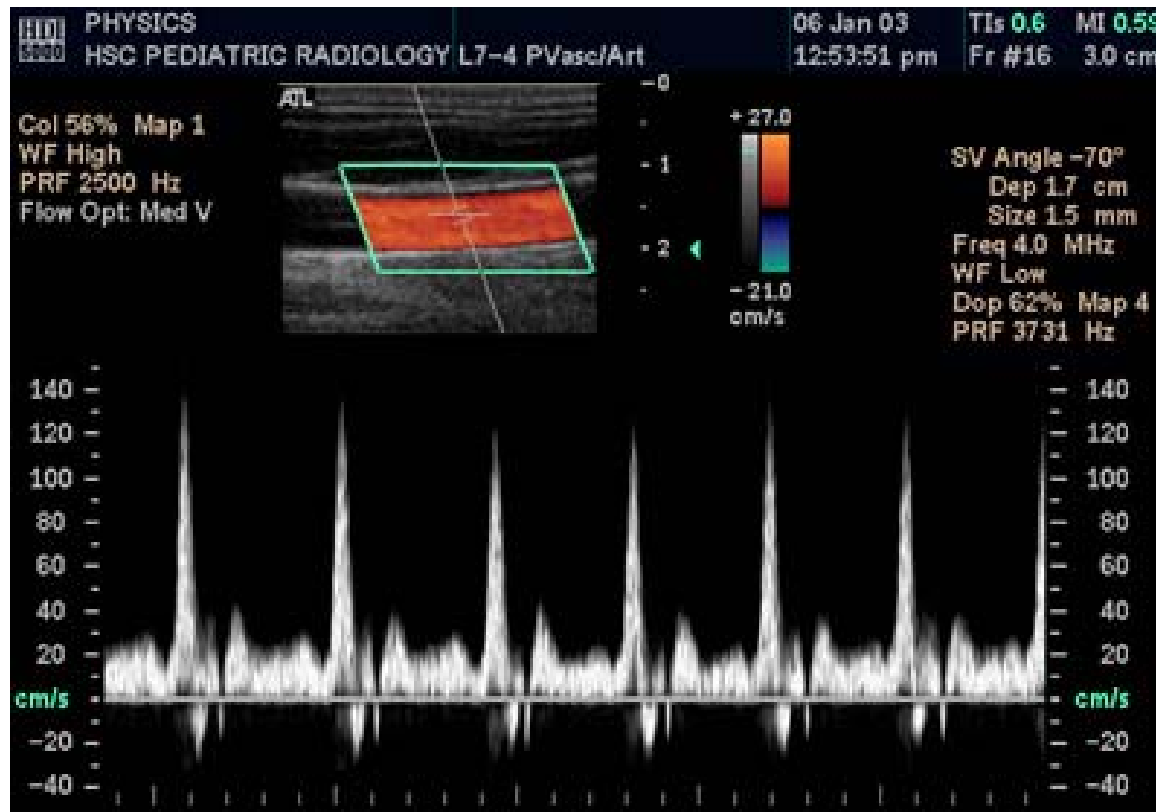 HDI 5000
PHYSICS
HSC PEDIATRIC RADIOLOGY L7-4 PVasc/Art
06 Jan 03
12:53:51 pm
TIs 0.6 MI 0.59
Fr #16 3.0 cm
Col 56% Map 1
WF High
PRF 2500 Hz
Flow Opt: Med V
ATL
0
1
2
+ 27.0
- 21.0
cm/s
SV Angle -70°
Dep 1.7 cm
Size 1.5 mm
Freq 4.0 MHz
WF Low
Dop 62% Map 4
PRF 3731 Hz
140 140
120 120
100 100
80 80
60 60
40 40
20 20
cm/s cm/s
-20 -20
-40 -40